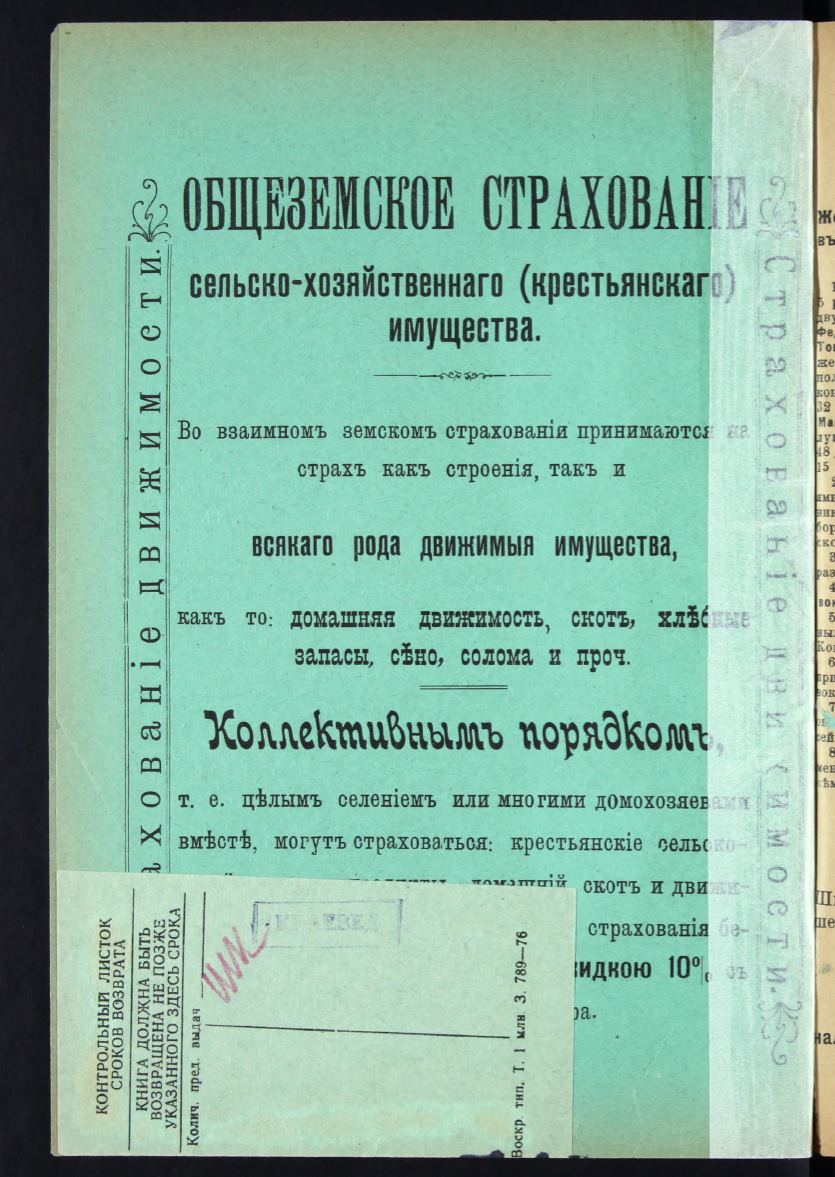 ОБЩЕЗЕМСКОЕ СТРАХОВАНІЕ
сельско-хозяйственнаго (крестьянскаго)
имущества.
Во взаимномъ земскомъ страхованіи принимаются на
страхъ какъ строенія, такъ и
всякаго рода движимыя имущества,
какъ то: домашняя движимость, скотъ, хлѣбные
запасы, сѣно, солома и проч.
Коллективнымъ порядкомъ,
т. е. цѣлымъ селеніемъ или многими домохозяевами
вмѣстѣ, могутъ страховаться: крестьянскіе сельско-
домашній скотъ и движи-
страхованія бе-
10% съ
движимости.
Страхованіе движимости.
КОНТРОЛЬНЫЙ ЛИСТОК
СРОКОВ ВОЗВРАТА
КНИГА ДОЛЖНА БЫТЬ
ВОЗВРАЩЕНА НЕ ПОЗЖЕ
УКАЗАННОГО ЗДЕСЬ СРОКА
Колич. пред. выдач
КРАЕВЕД
Воскр. тип. Т. 1 млн. З. 789—76